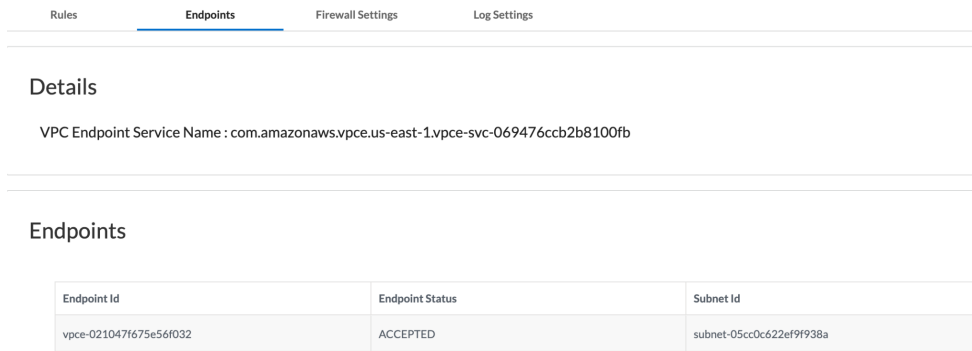 Rules Endpoints Firewall Settings Log Settings
Details
VPC Endpoint Service Name : com.amazonaws.vpce.us-east-1.vpce-svc-069476ccb2b8100fb
Endpoints
Endpoint Id Endpoint Status Subnet Id
vpce-021047f675e56f032 ACCEPTED subnet-05cc0c622ef9f938a